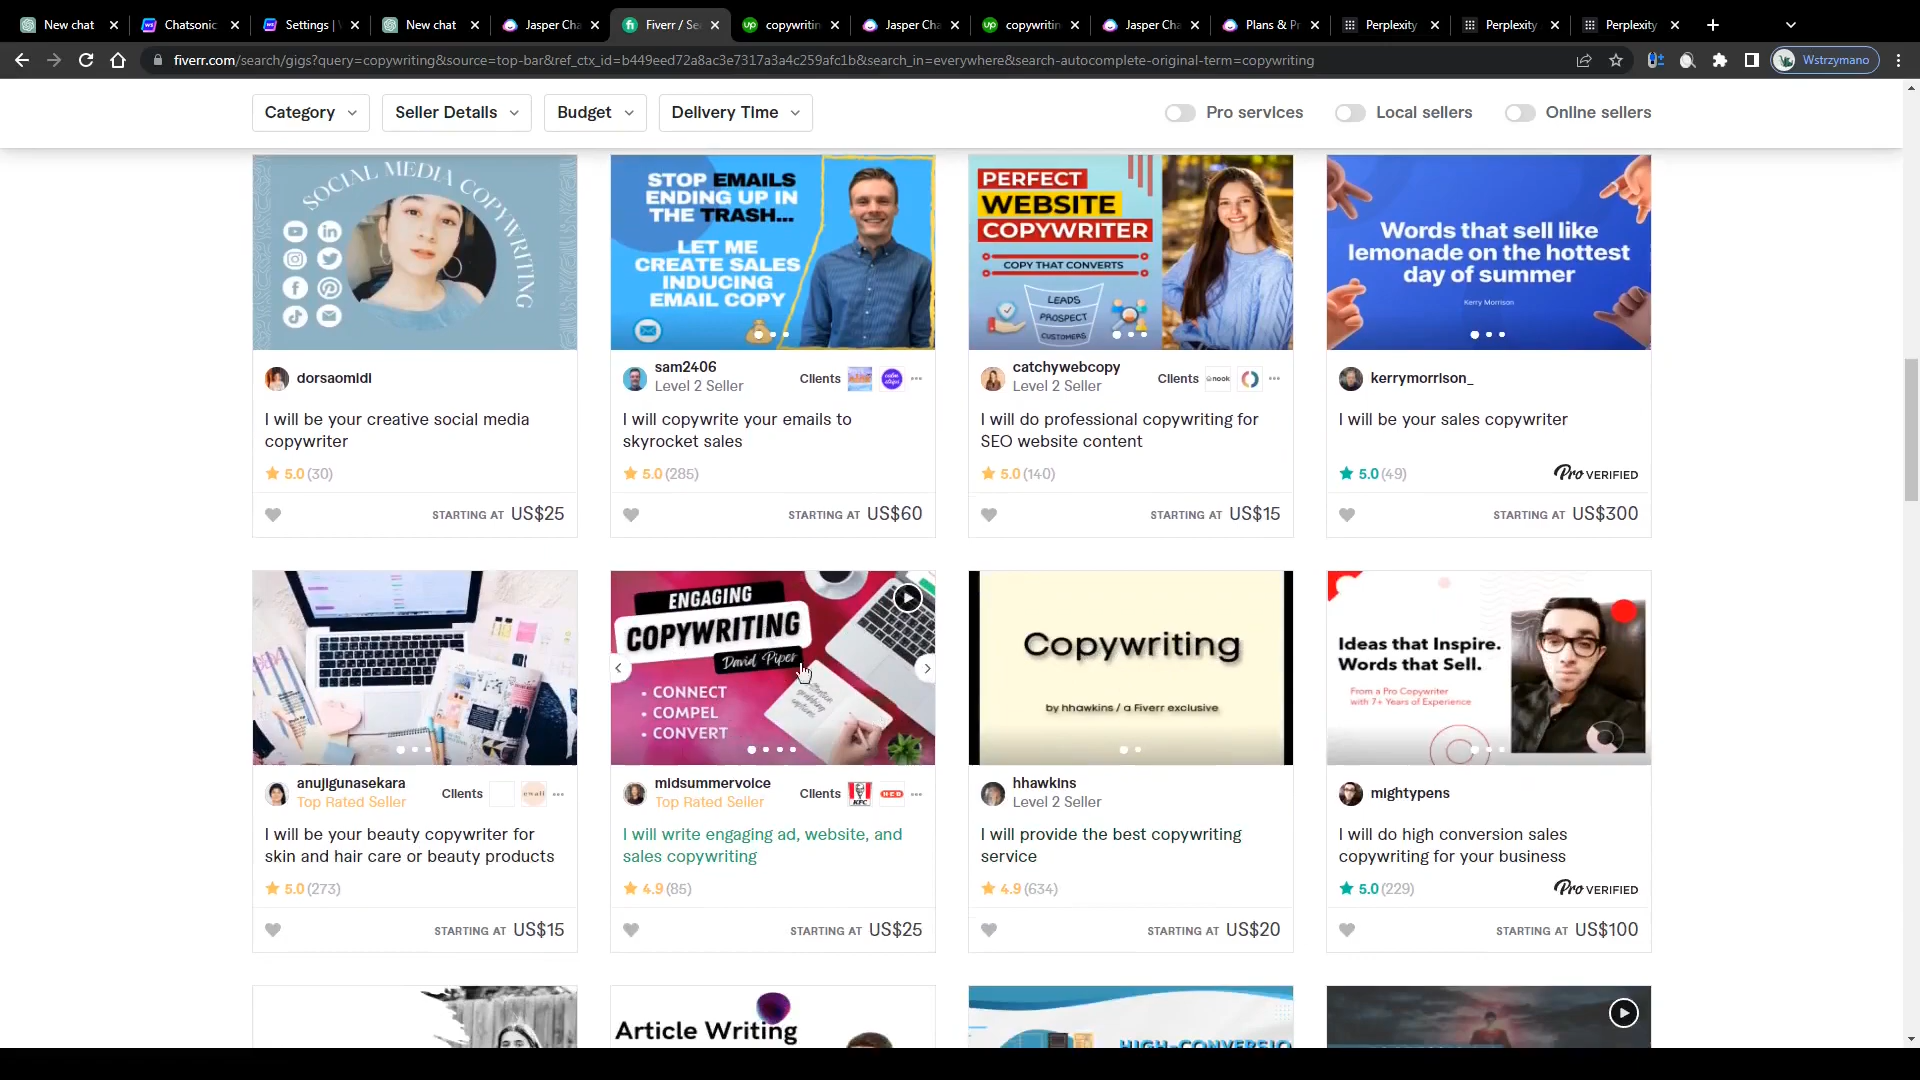 New chat
Chatsonic
Settings |
New chat
Jasper Cha
Fiverr / Se
copywritin
Jasper Cha
copywritin
Jasper Cha
Plans & Pr
Perplexity
Perplexity
Perplexity
fiverr.com/search/gigs?query=copywriting&source=top-bar&ref_ctx_id=b449eed72a8ac3e7317a3a4c259afc1b&search_in=everywhere&search-autocomplete-original-term=copywriting
Wstrzymano
Category
Seller Details
Budget
Delivery Time
Pro services
Local sellers
Online sellers
SOCIAL MEDIA COPYWRITING
STOP EMAILS
ENDING UP IN
THE TRASH...
LET ME
CREATE SALES
INDUCING
EMAIL COPY
PERFECT
WEBSITE
COPYWRITER
COPY THAT CONVERTS
LEADS
PROSPECT
CUSTOMERS
Words that sell like
lemonade on the hottest
day of summer
Kerry Morrison
dorsaomidi
sam2406
Level 2 Seller
Clients
catchywebcopy
Level 2 Seller
Clients
nook
kerrymorrison_
I will be your creative social media
copywriter
I will copywrite your emails to
skyrocket sales
I will do professional copywriting for
SEO website content
I will be your sales copywriter
5.0 (30)
5.0 (285)
5.0 (140)
5.0 (49)
Pro VERIFIED
STARTING AT US$25
STARTING AT US$60
STARTING AT US$15
STARTING AT US$300
ENGAGING
COPYWRITING
David Piper
• CONNECT
• COMPEL
• CONVERT
Copywriting
by hhawkins / a Fiverr exclusive
Ideas that Inspire.
Words that Sell.
From a Pro Copywriter
with 7+ Years of Experience
anujigunasekara
Top Rated Seller
Clients
midsummervoice
Top Rated Seller
Clients
KFC
HEB
hhawkins
Level 2 Seller
mightypens
I will be your beauty copywriter for
skin and hair care or beauty products
I will write engaging ad, website, and
sales copywriting
I will provide the best copywriting
service
I will do high conversion sales
copywriting for your business
5.0 (273)
4.9 (85)
4.9 (634)
5.0 (229)
Pro VERIFIED
STARTING AT US$15
STARTING AT US$25
STARTING AT US$20
STARTING AT US$100
Article Writing
HIGH-CONVERSIO